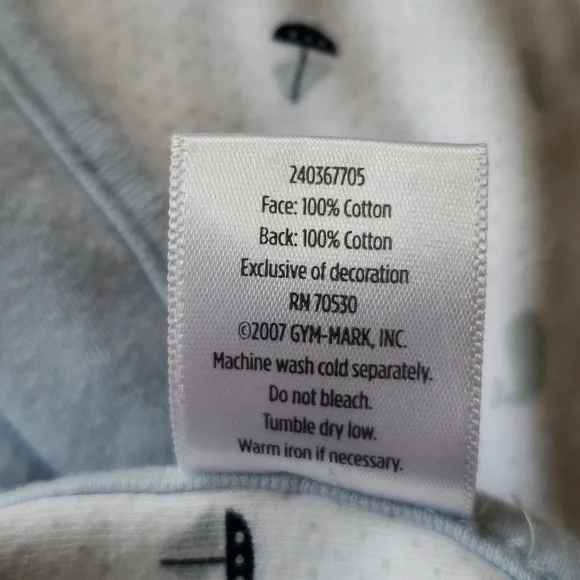 240367705
Face: 100% Cotton
Back: 100% Cotton
Exclusive of decoration
RN 70530
©2007 GYM-MARK, INC.
Machine wash cold separately.
Do not bleach.
Tumble dry low.
Warm iron if necessary.